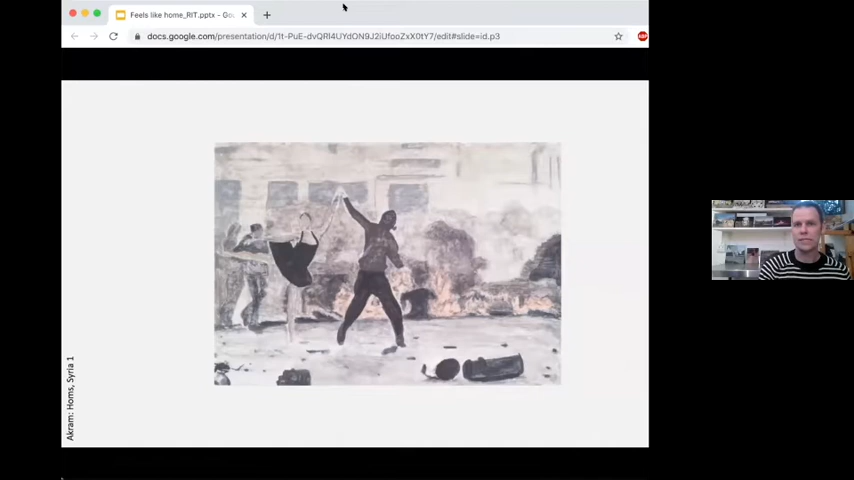 Feels like home_RIT.pptx - Go
docs.google.com/presentation/d/1t-PuE-dvQRl4UYdON9J2iUfooZxX0tY7/edit#slide=id.p3
ABP
Akram: Homs, Syria 1